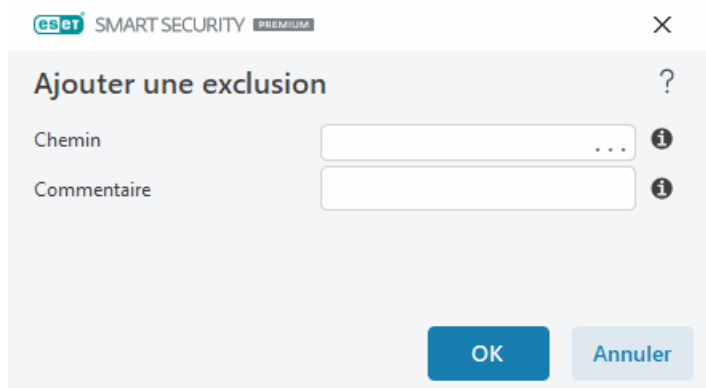 eset SMART SECURITY PREMIUM
Ajouter une exclusion ?
Chemin ...
Commentaire
OK Annuler